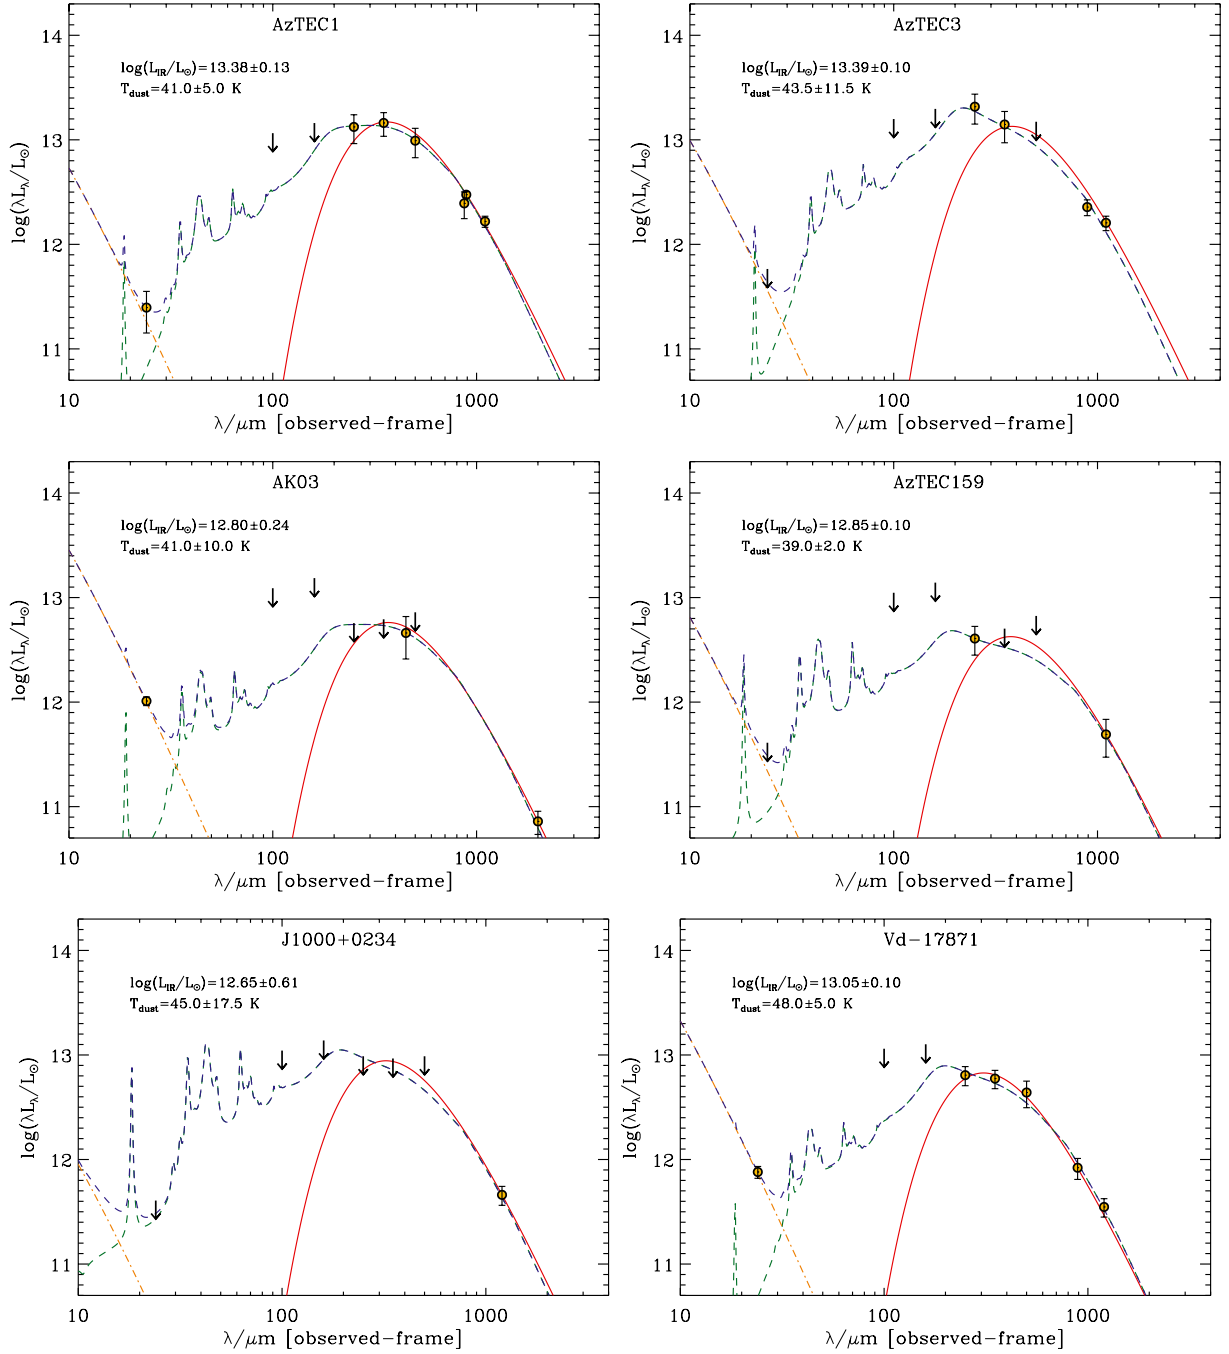 AzTEC1
log(L_IR/L_⊙)=13.38±0.13
T_dust=41.0±5.0 K
log(λL_λ/L_⊙)
14
13
12
11
10 100 1000
λ/μm [observed-frame]
AzTEC3
log(L_IR/L_⊙)=13.39±0.10
T_dust=43.5±11.5 K
log(λL_λ/L_⊙)
14
13
12
11
10 100 1000
λ/μm [observed-frame]
AK03
log(L_IR/L_⊙)=12.80±0.24
T_dust=41.0±10.0 K
log(λL_λ/L_⊙)
14
13
12
11
10 100 1000
λ/μm [observed-frame]
AzTEC159
log(L_IR/L_⊙)=12.85±0.10
T_dust=39.0±2.0 K
log(λL_λ/L_⊙)
14
13
12
11
10 100 1000
λ/μm [observed-frame]
J1000+0234
log(L_IR/L_⊙)=12.65±0.61
T_dust=45.0±17.5 K
log(λL_λ/L_⊙)
14
13
12
11
10 100 1000
λ/μm [observed-frame]
Vd-17871
log(L_IR/L_⊙)=13.05±0.10
T_dust=48.0±5.0 K
log(λL_λ/L_⊙)
14
13
12
11
10 100 1000
λ/μm [observed-frame]